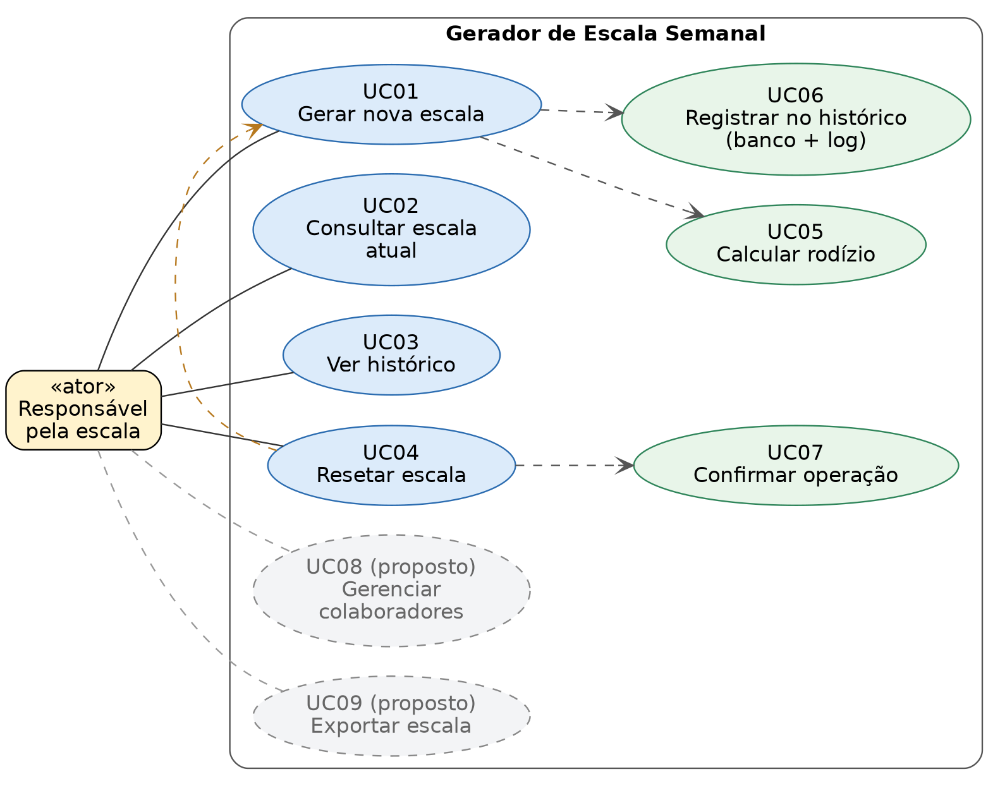 Gerador de Escala Semanal
UC01
Gerar nova escala
UC06
Registrar no histórico
(banco + log)
UC02
Consultar escala
atual
UC05
Calcular rodízio
UC03
Ver histórico
«ator»
Responsável
pela escala
UC04
Resetar escala
UC07
Confirmar operação
UC08 (proposto)
Gerenciar
colaboradores
UC09 (proposto)
Exportar escala